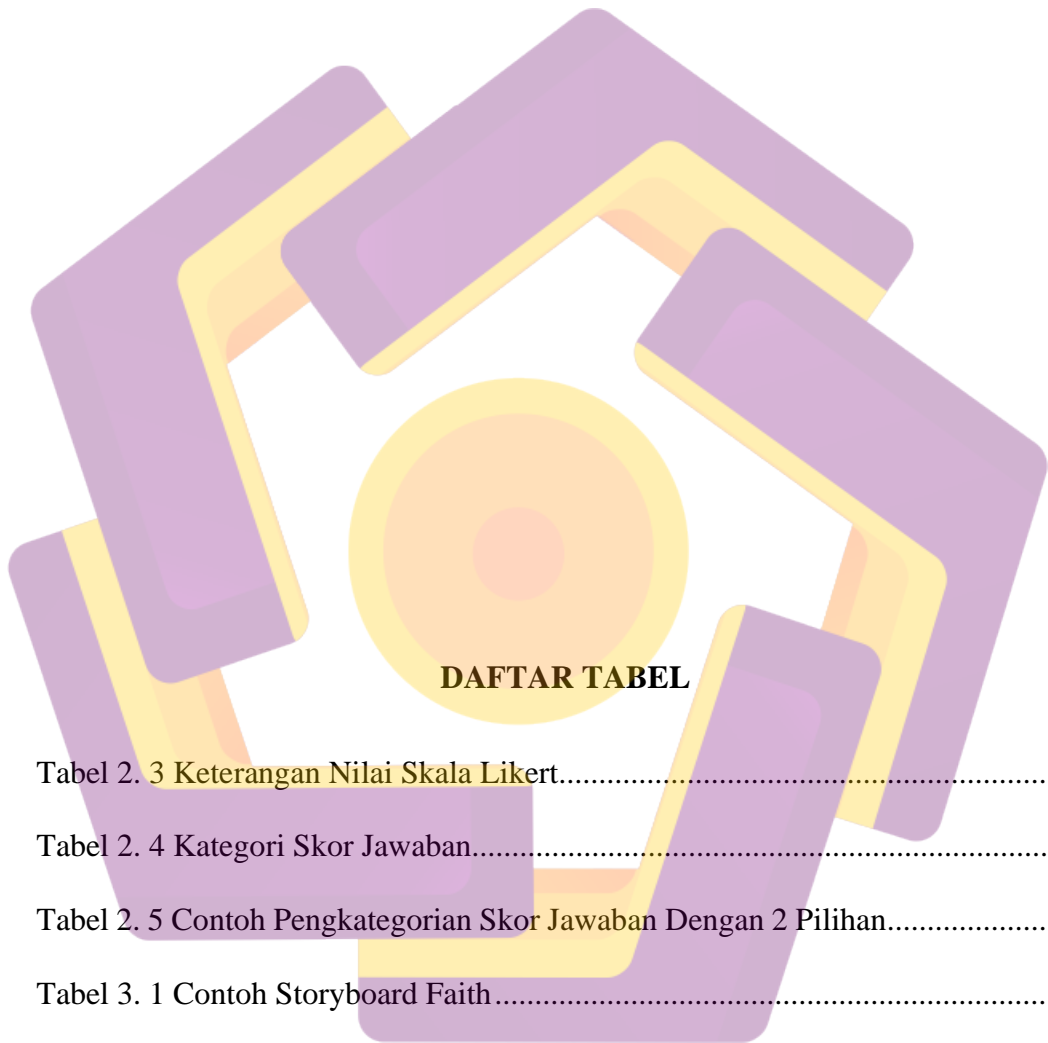 DAFTAR TABEL
Tabel 2. 3 Keterangan Nilai Skala Likert.............................................................
Tabel 2. 4 Kategori Skor Jawaban........................................................................
Tabel 2. 5 Contoh Pengkategorian Skor Jawaban Dengan 2 Pilihan....................
Tabel 3. 1 Contoh Storyboard Faith.....................................................................